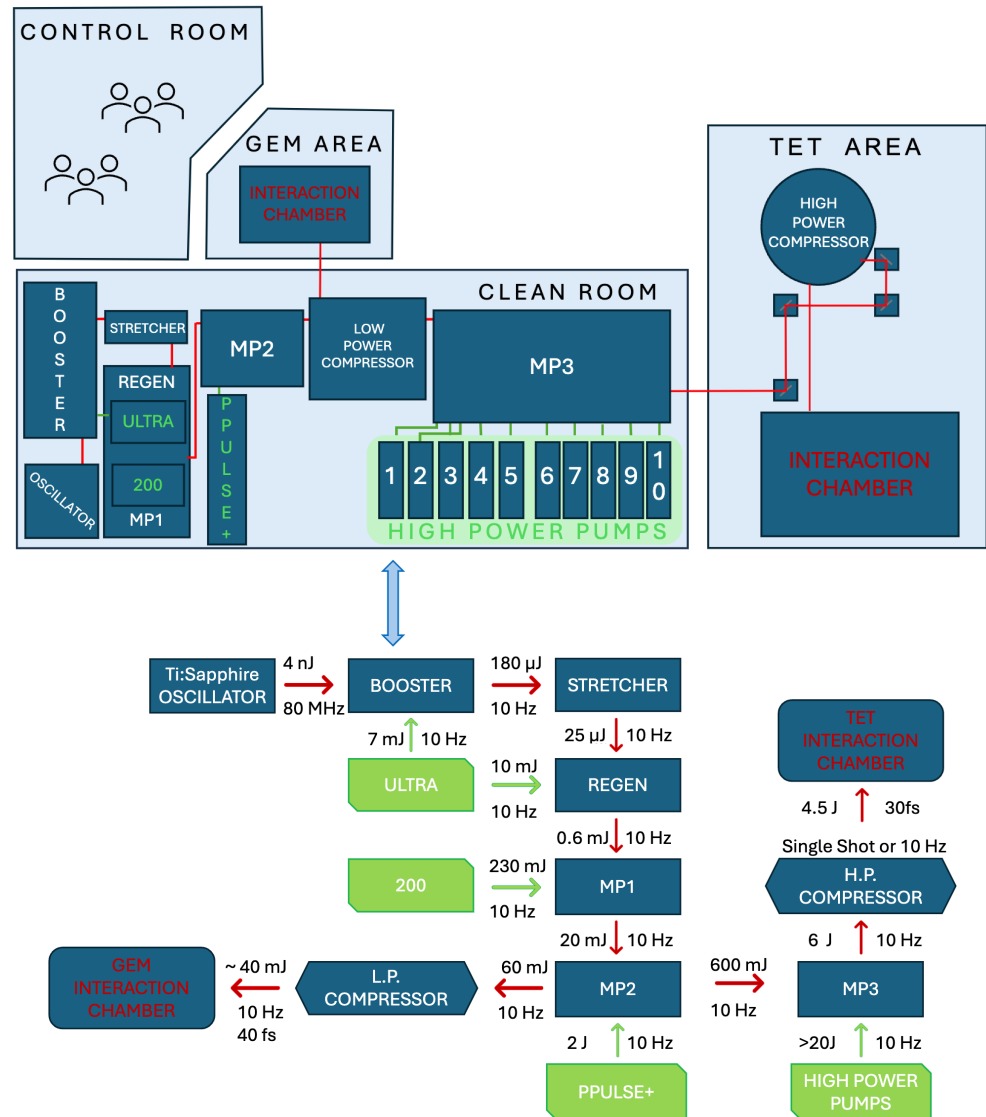 CONTROL ROOM
GEM AREA
INTERACTION
CHAMBER
TET AREA
HIGH
POWER
COMPRESSOR
INTERACTION
CHAMBER
CLEAN ROOM
BOOSTER
STRETCHER
REGEN
ULTRA
200
MP1
OSCILLATOR
MP2
PPULSE+
LOW
POWER
COMPRESSOR
MP3
1 2 3 4 5 6 7 8 9 10
HIGH POWER PUMPS
Ti:Sapphire
OSCILLATOR
4 nJ
80 MHz
BOOSTER
180 µJ
10 Hz
STRETCHER
7 mJ 10 Hz
25 µJ 10 Hz
ULTRA
10 mJ
10 Hz
REGEN
0.6 mJ 10 Hz
200
230 mJ
10 Hz
MP1
20 mJ 10 Hz
GEM
INTERACTION
CHAMBER
~ 40 mJ
10 Hz
40 fs
L.P.
COMPRESSOR
60 mJ
10 Hz
MP2
600 mJ
10 Hz
MP3
2 J 10 Hz
PPULSE+
>20J 10 Hz
HIGH POWER
PUMPS
6 J 10 Hz
H.P.
COMPRESSOR
Single Shot or 10 Hz
4.5 J 30fs
TET
INTERACTION
CHAMBER